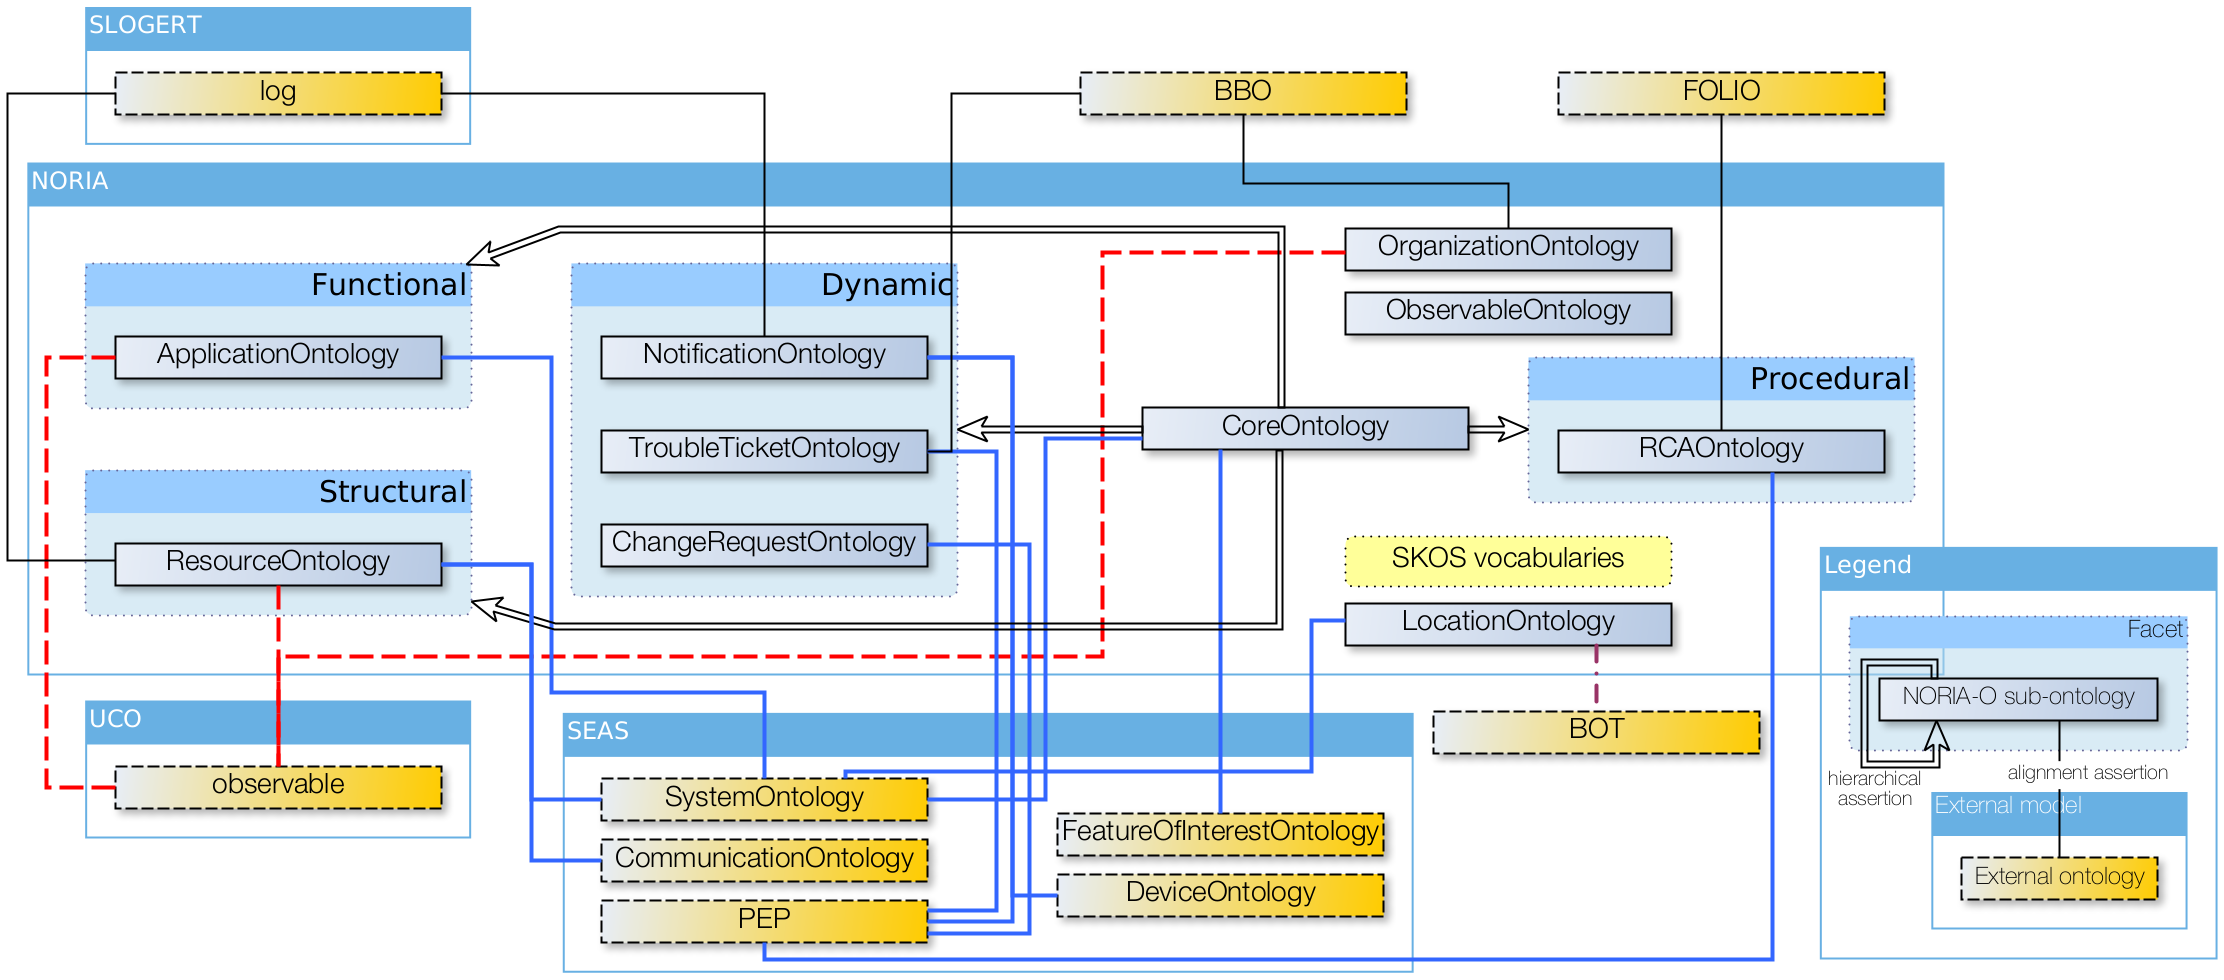 SLOGERT
log
BBO
FOLIO
NORIA
OrganizationOntology
Functional
Dynamic
ObservableOntology
ApplicationOntology
NotificationOntology
Procedural
CoreOntology
TroubleTicketOntology
RCAOntology
Structural
ChangeRequestOntology
ResourceOntology
SKOS vocabularies
LocationOntology
Legend
Facet
NORIA-O sub-ontology
hierarchical
assertion
alignment assertion
External model
External ontology
UCO
observable
SEAS
BOT
SystemOntology
FeatureOfInterestOntology
CommunicationOntology
DeviceOntology
PEP